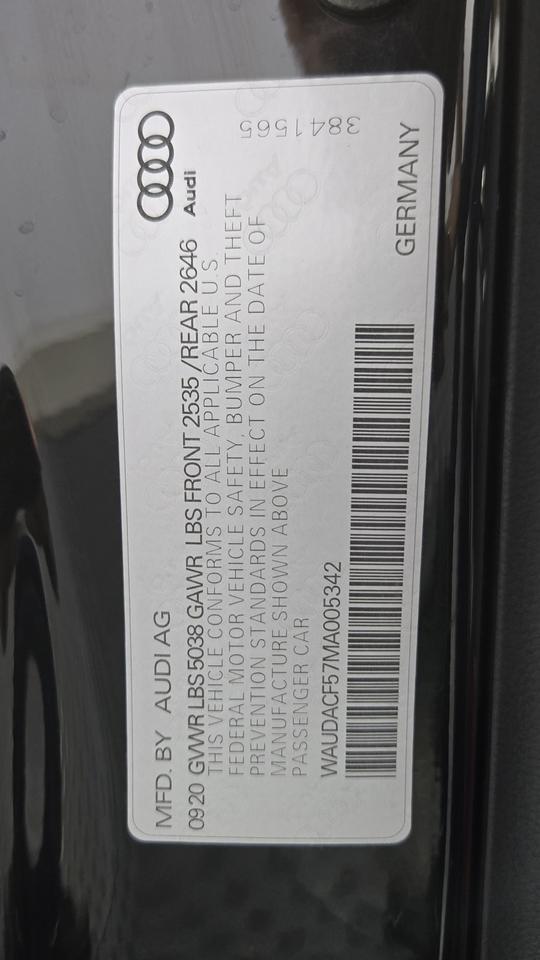 MFD. BY AUDI AG
0920 GVWR LBS 5038 GAWR LBS FRONT 2535 /REAR 2646
Audi
THIS VEHICLE CONFORMS TO ALL APPLICABLE U.S.
FEDERAL MOTOR VEHICLE SAFETY, BUMPER AND THEFT
PREVENTION STANDARDS IN EFFECT ON THE DATE OF
MANUFACTURE SHOWN ABOVE
PASSENGER CAR
3841565
WAUDACF57MA005342
GERMANY